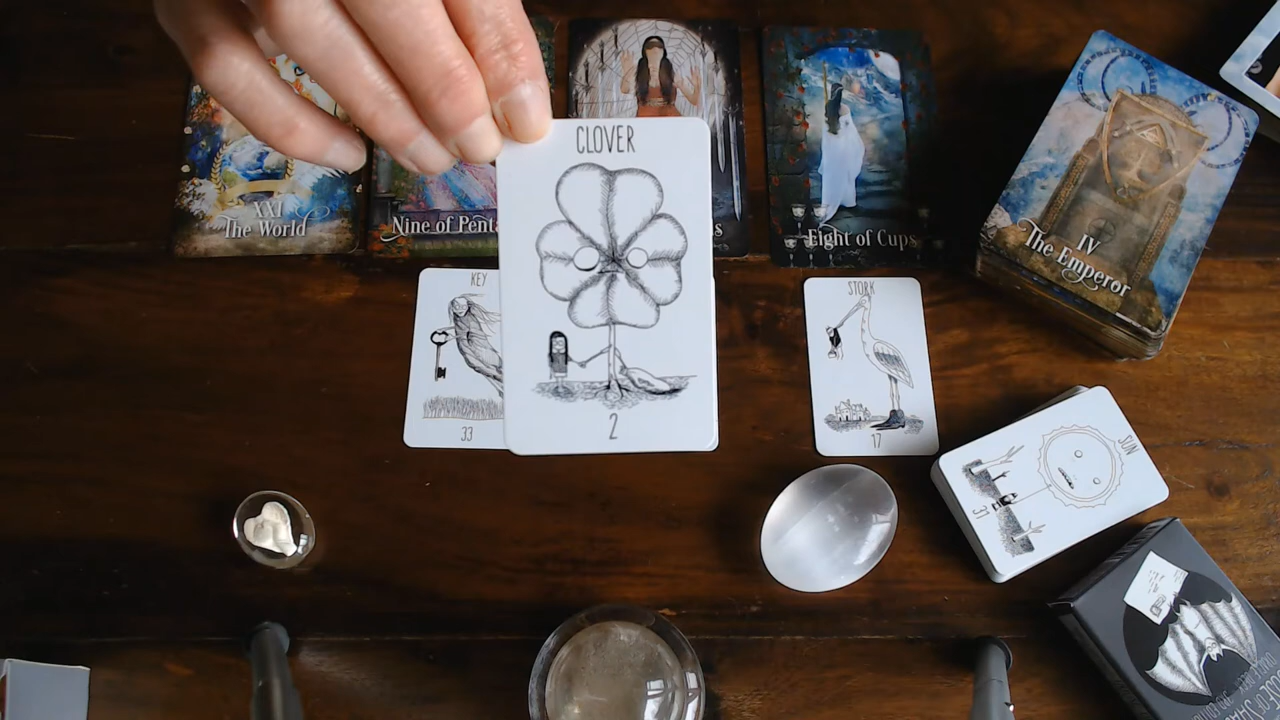 CLOVER
2
XXI
The World
Nine of Penta
s
Eight of Cups
IV
The Emperor
KEY
33
STORK
17
SUN
31